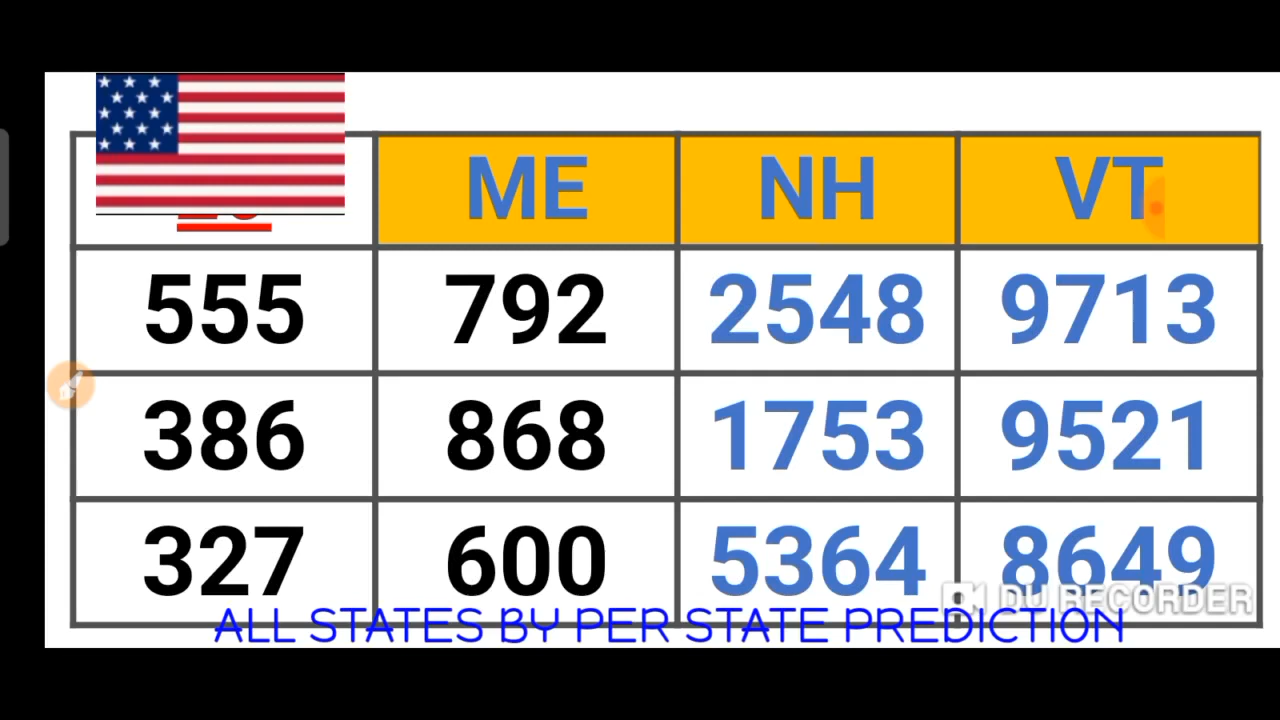 ME NH VT
555 792 2548 9713
386 868 1753 9521
327 600 5364 8649
DU RECORDER
ALL STATES BY PER STATE PREDICTION